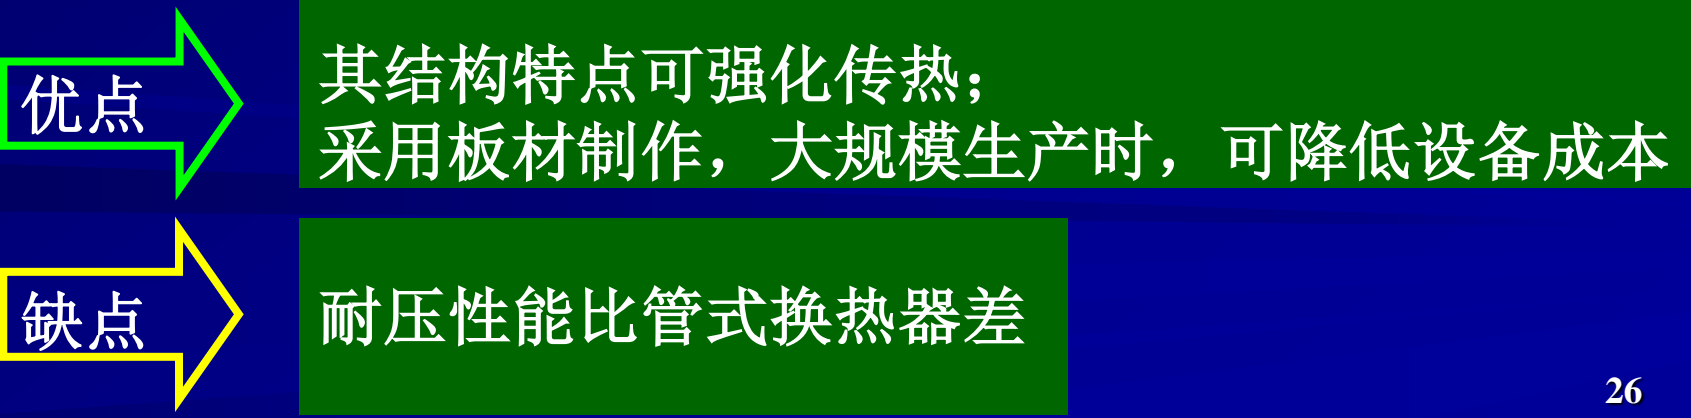 优点
其结构特点可强化传热；
采用板材制作，大规模生产时，可降低设备成本
缺点
耐压性能比管式换热器差
26